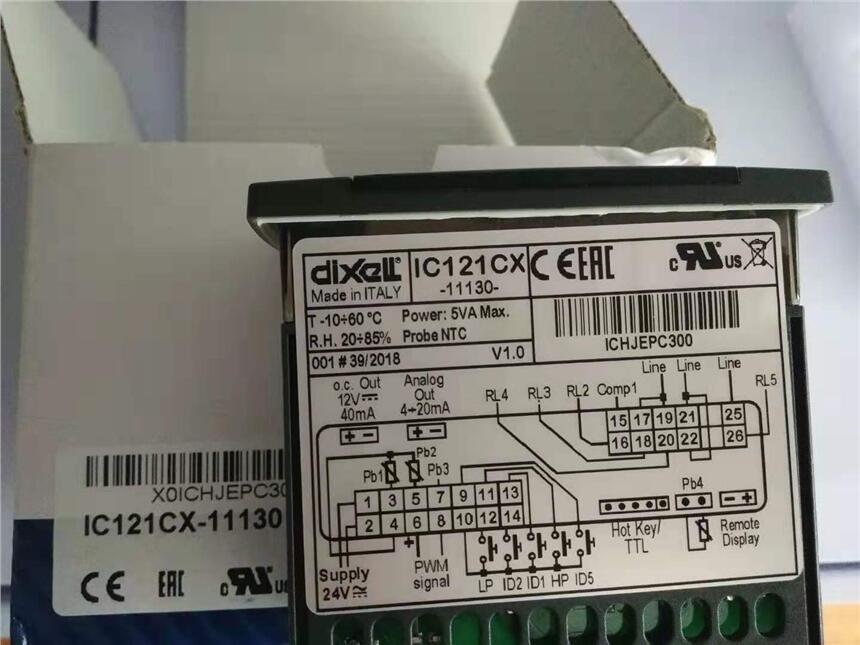 dixell
Made in ITALY
IC121CX
-11130-
CE EAC
c UR US
T -10÷60 °C Power: 5VA Max.
R.H. 20÷85% Probe NTC
001 # 39/2018 V1.0
ICHJEPC300
o.c. Out
12V⎓
40mA
Analog
Out
4÷20mA
RL4 RL3 RL2 Comp1 Line Line Line RL5
+ - + -
15 17 19 21 25
16 18 20 22 26
Pb1 Pb2 Pb3
1 3 5 7 9 11 13
2 4 6 8 10 12 14
Pb4
- +
Hot Key/
TTL
Remote
Display
+
Supply
24V≂
PWM
signal
LP ID2 ID1 HP ID5
X0ICHJEPC30
IC121CX-11130
CE EAC c UR US